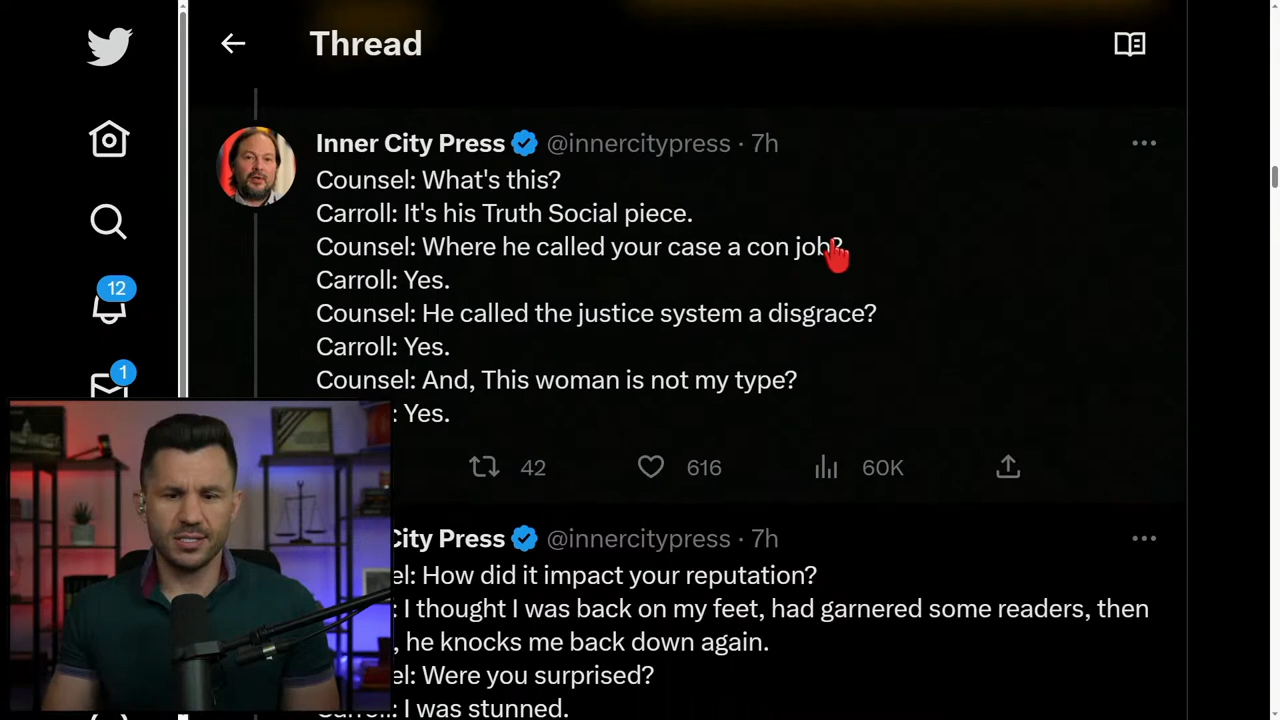 Thread
Inner City Press @innercitypress · 7h
Counsel: What's this?
Carroll: It's his Truth Social piece.
Counsel: Where he called your case a con job?
Carroll: Yes.
Counsel: He called the justice system a disgrace?
Carroll: Yes.
Counsel: And, This woman is not my type?
: Yes.
42 616 60K
City Press @innercitypress · 7h
el: How did it impact your reputation?
: I thought I was back on my feet, had garnered some readers, then
, he knocks me back down again.
el: Were you surprised?
Carroll: I was stunned.
12
1